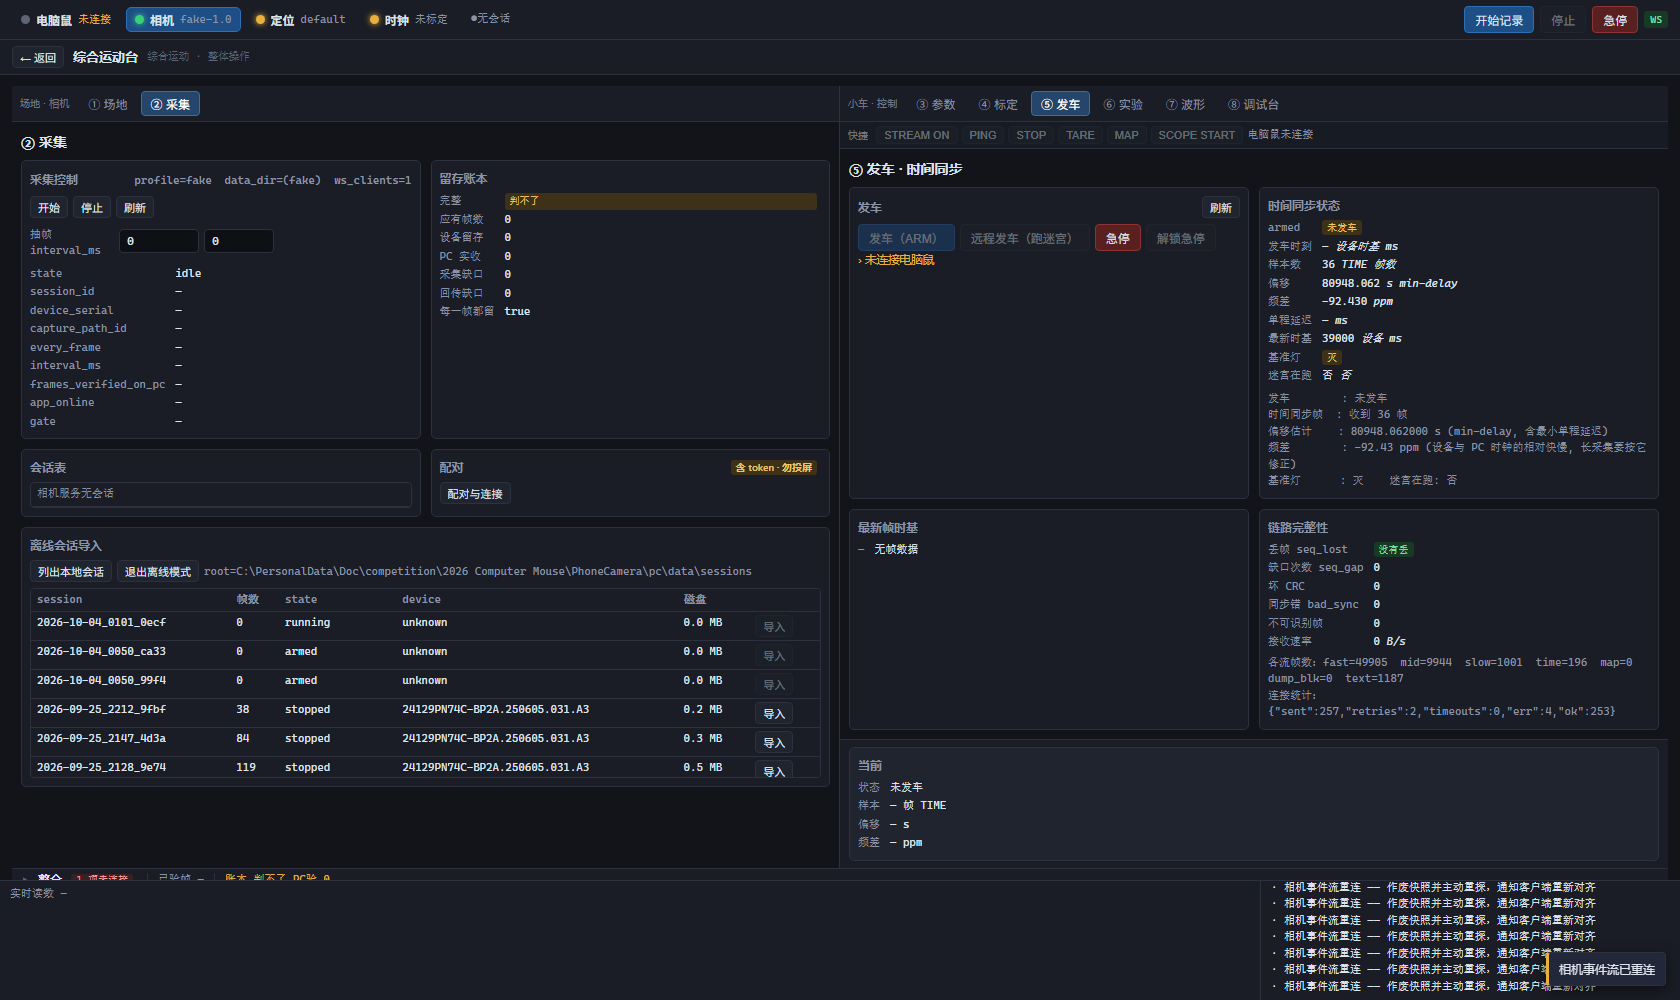 电脑鼠 未连接 相机 fake-1.0 定位 default 时钟 未标定 ●无会话 开始记录 停止 急停 WS
←返回 综合运动台 综合运动 · 整体操作
场地·相机 ① 场地 ② 采集
② 采集
采集控制 profile=fake data_dir=(fake) ws_clients=1
开始 停止 刷新
抽帧 interval_ms 0 0
state idle
session_id —
device_serial —
capture_path_id —
every_frame —
interval_ms —
frames_verified_on_pc —
app_online —
gate —
留存账本
完整 判不了
应有帧数 0
设备留存 0
PC 实收 0
采集缺口 0
回传缺口 0
每一帧都留 true
会话表
相机服务无会话
配对 含 token · 勿投屏
配对与连接
离线会话导入
列出本地会话 退出离线模式 root=C:\PersonalData\Doc\competition\2026 Computer Mouse\PhoneCamera\pc\data\sessions
session 帧数 state device 磁盘
2026-10-04_0101_0ecf 0 running unknown 0.0 MB 导入
2026-10-04_0050_ca33 0 armed unknown 0.0 MB 导入
2026-10-04_0050_99f4 0 armed unknown 0.0 MB 导入
2026-09-25_2212_9fbf 38 stopped 24129PN74C-BP2A.250605.031.A3 0.2 MB 导入
2026-09-25_2147_4d3a 84 stopped 24129PN74C-BP2A.250605.031.A3 0.3 MB 导入
2026-09-25_2128_9e74 119 stopped 24129PN74C-BP2A.250605.031.A3 0.5 MB 导入
小车·控制 ③ 参数 ④ 标定 ⑤ 发车 ⑥ 实验 ⑦ 波形 ⑧ 调试台
快捷 STREAM ON PING STOP TARE MAP SCOPE START 电脑鼠未连接
⑤ 发车 · 时间同步
发车 刷新
发车（ARM） 远程发车（跑迷宫） 急停 解锁急停
› 未连接电脑鼠
时间同步状态
armed 未发车
发车时刻 — 设备时基 ms
样本数 36 TIME 帧数
偏移 80948.062 s min-delay
频差 -92.430 ppm
单程延迟 — ms
最新时基 39000 设备 ms
基准灯 灭
迷宫在跑 否 否
发车 : 未发车
时间同步帧 : 收到 36 帧
偏移估计 : 80948.062000 s (min-delay, 含最小单程延迟)
频差 : -92.43 ppm (设备与 PC 时钟的相对快慢, 长采集要按它
修正)
基准灯 : 灭 迷宫在跑: 否
最新帧时基
— 无帧数据
链路完整性
丢帧 seq_lost 没有丢
缺口次数 seq_gap 0
坏 CRC 0
同步错 bad_sync 0
不可识别帧 0
接收速率 0 B/s
各流帧数: fast=49905 mid=9944 slow=1001 time=196 map=0
dump_blk=0 text=1187
连接统计:
{"sent":257,"retries":2,"timeouts":0,"err":4,"ok":253}
当前
状态 未发车
样本 — 帧 TIME
偏移 — s
频差 — ppm
整合 1 项未连接 已验帧 — 账本 判不了 PC验 0
实时读数 —
· 相机事件流重连 —— 作废快照并主动重探, 通知客户端重新对齐
· 相机事件流重连 —— 作废快照并主动重探, 通知客户端重新对齐
· 相机事件流重连 —— 作废快照并主动重探, 通知客户端重新对齐
· 相机事件流重连 —— 作废快照并主动重探, 通知客户端重新对齐
· 相机事件流重连 —— 作废快照并主动重探, 通知客户端重新对齐
· 相机事件流重连 —— 作废快照并主动重探, 通知客户端
· 相机事件流重连 —— 作废快照并主动重探, 通知客户端重新对齐
相机事件流已重连